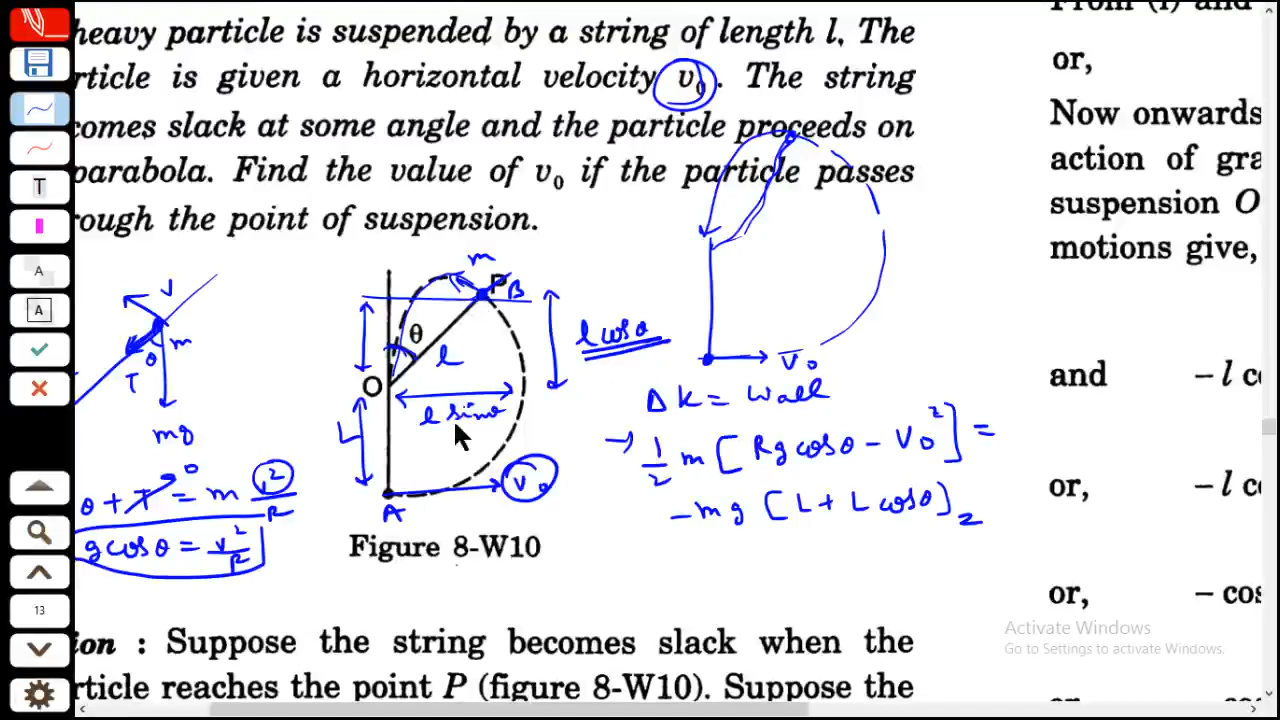 heavy particle is suspended by a string of length l. The
rticle is given a horizontal velocity v₀. The string
comes slack at some angle and the particle proceeds on
parabola. Find the value of v₀ if the particle passes
rough the point of suspension.
V
m
θ
T
mg
θ + T = m v²/r
0
g cosθ = v²/r
m
P B
θ
l
O
l sinθ
L
A
v₀
l cosθ
Figure 8-W10
V₀
ΔK = Wall
→ 1/2 m [ Rg cosθ - V₀² ] =
- mg [ L + L cosθ ] 2
ion : Suppose the string becomes slack when the
rticle reaches the point P (figure 8-W10). Suppose the
From (i) and
or,
Now onwards
action of gra
suspension O
motions give,
and - l co
or, - l co
or, - cos
Activate Windows
Go to Settings to activate Windows.
T
A
A
13